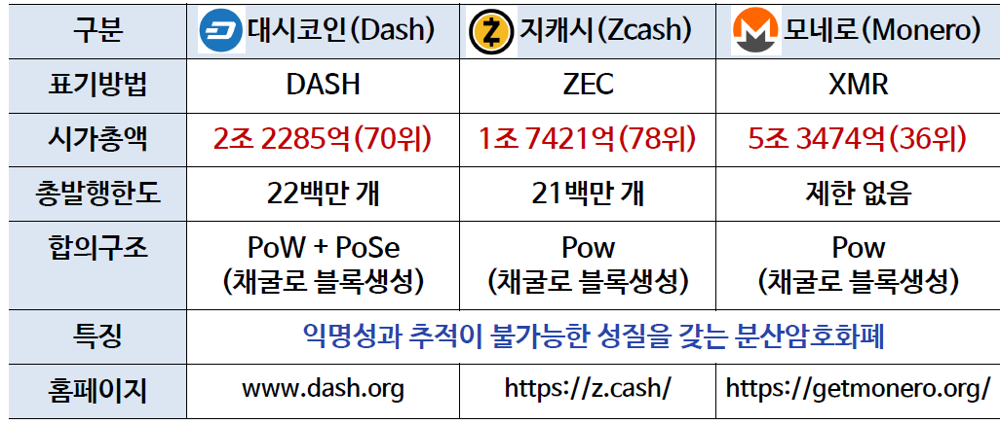 구분 대시코인(Dash) 지캐시(Zcash) 모네로(Monero)
표기방법 DASH ZEC XMR
시가총액 2조 2285억(70위) 1조 7421억(78위) 5조 3474억(36위)
총발행한도 22백만 개 21백만 개 제한 없음
합의구조 PoW + PoSe Pow Pow
(채굴로 블록생성) (채굴로 블록생성) (채굴로 블록생성)
특징 익명성과 추적이 불가능한 성질을 갖는 분산암호화폐
홈페이지 www.dash.org https://z.cash/ https://getmonero.org/